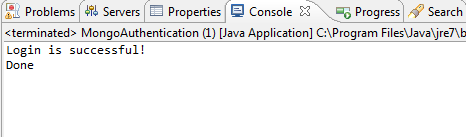 Problems Servers Properties Console Progress Search
<terminated> MongoAuthentication (1) [Java Application] C:\Program Files\Java\jre7\b
Login is successful!
Done